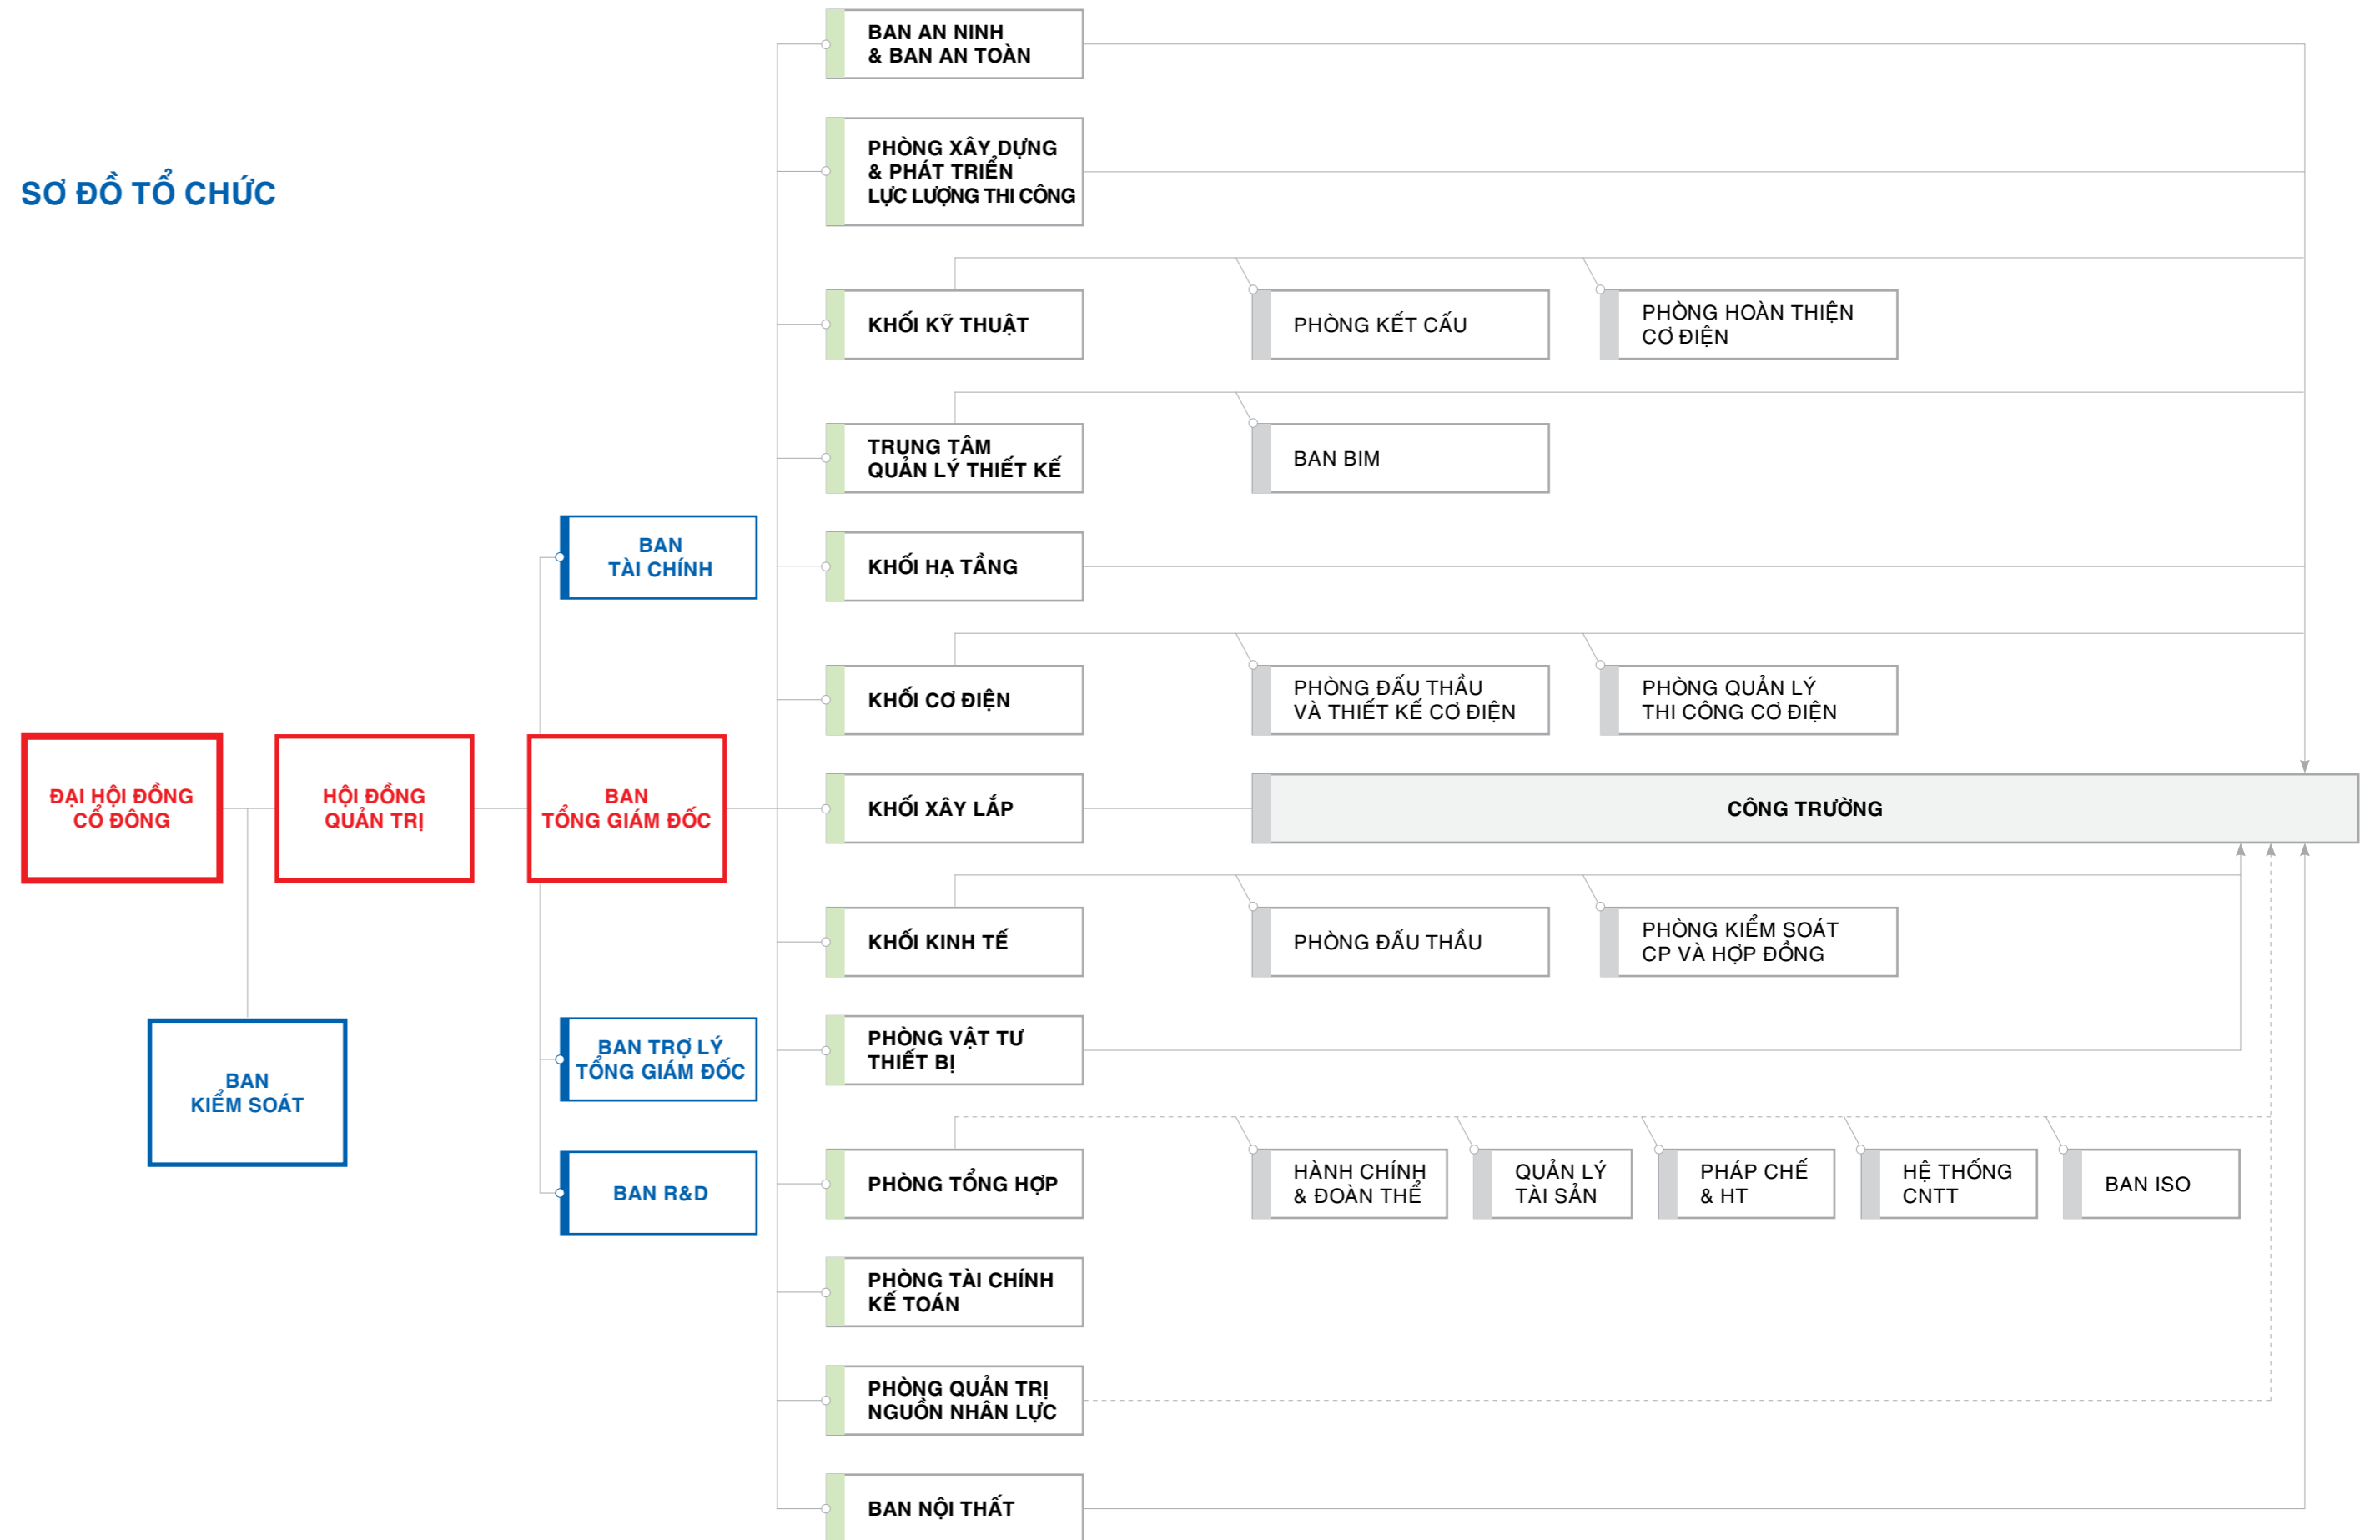 SƠ ĐỒ TỔ CHỨC
ĐẠI HỘI ĐỒNG
CỔ ĐÔNG
HỘI ĐỒNG
QUẢN TRỊ
BAN
KIỂM SOÁT
BAN
TỔNG GIÁM ĐỐC
BAN
TÀI CHÍNH
BAN TRỢ LÝ
TỔNG GIÁM ĐỐC
BAN R&D
BAN AN NINH
& BAN AN TOÀN
PHÒNG XÂY DỰNG
& PHÁT TRIỂN
LỰC LƯỢNG THI CÔNG
KHỐI KỸ THUẬT
PHÒNG KẾT CẤU
PHÒNG HOÀN THIỆN
CƠ ĐIỆN
TRUNG TÂM
QUẢN LÝ THIẾT KẾ
BAN BIM
KHỐI HẠ TẦNG
KHỐI CƠ ĐIỆN
PHÒNG ĐẤU THẦU
VÀ THIẾT KẾ CƠ ĐIỆN
PHÒNG QUẢN LÝ
THI CÔNG CƠ ĐIỆN
KHỐI XÂY LẮP
CÔNG TRƯỜNG
KHỐI KINH TẾ
PHÒNG ĐẤU THẦU
PHÒNG KIỂM SOÁT
CP VÀ HỢP ĐỒNG
PHÒNG VẬT TƯ
THIẾT BỊ
PHÒNG TỔNG HỢP
HÀNH CHÍNH
& ĐOÀN THỂ
QUẢN LÝ
TÀI SẢN
PHÁP CHẾ
& HT
HỆ THỐNG
CNTT
BAN ISO
PHÒNG TÀI CHÍNH
KẾ TOÁN
PHÒNG QUẢN TRỊ
NGUỒN NHÂN LỰC
BAN NỘI THẤT